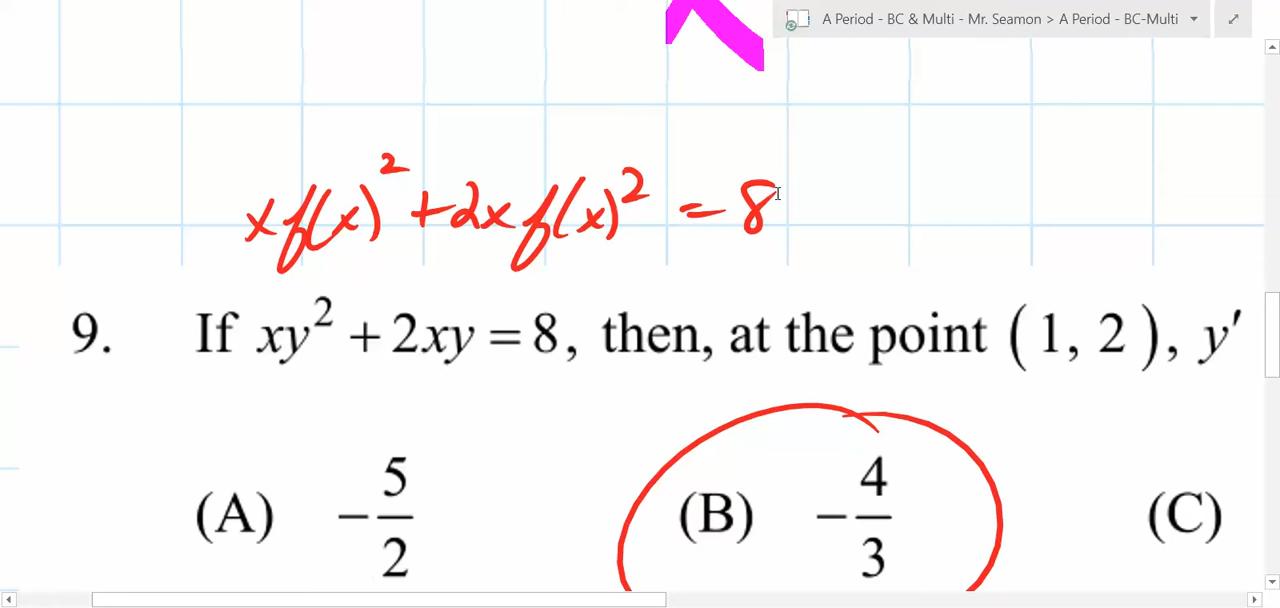 A Period - BC & Multi - Mr. Seamon > A Period - BC-Multi
xf(x)² + 2xf(x)² = 8
9. If xy² + 2xy = 8, then, at the point (1, 2), y′
(A) -5/2 (B) -4/3 (C)